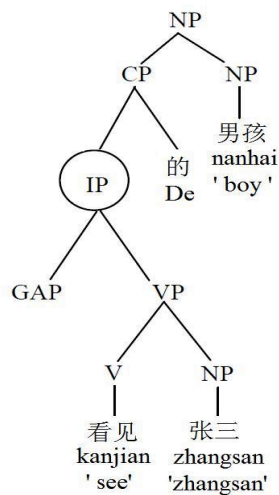 NP
CP NP
男孩
nanhai
' boy '
的
De
IP
GAP VP
V NP
看见 张三
kanjian zhangsan
' see' 'zhangsan'